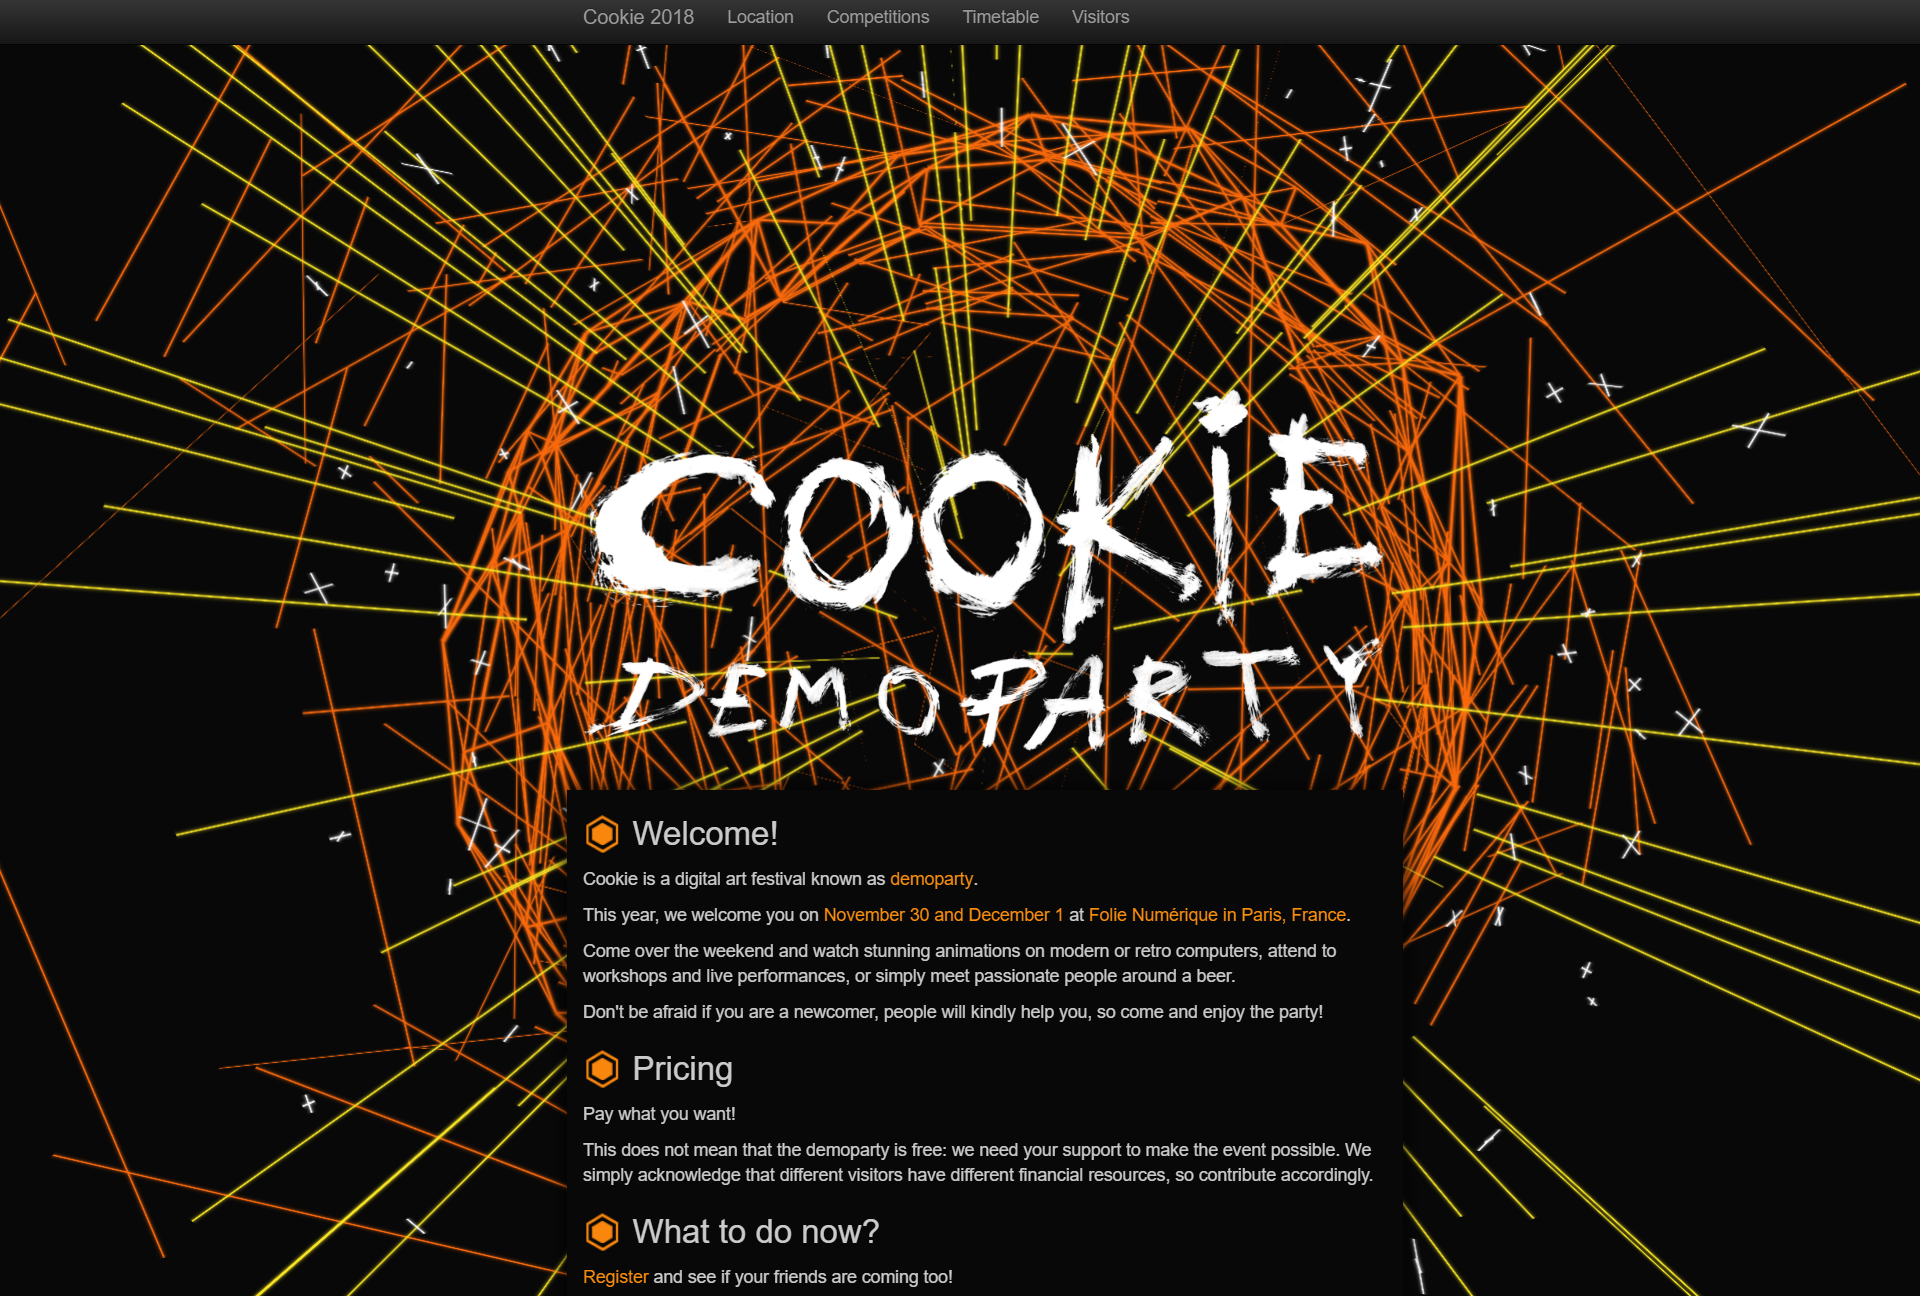 Cookie 2018 Location Competitions Timetable Visitors
COOKiE
DEMOPARTY
Welcome!
Cookie is a digital art festival known as demoparty.
This year, we welcome you on November 30 and December 1 at Folie Numérique in Paris, France.
Come over the weekend and watch stunning animations on modern or retro computers, attend to
workshops and live performances, or simply meet passionate people around a beer.
Don't be afraid if you are a newcomer, people will kindly help you, so come and enjoy the party!
Pricing
Pay what you want!
This does not mean that the demoparty is free: we need your support to make the event possible. We
simply acknowledge that different visitors have different financial resources, so contribute accordingly.
What to do now?
Register and see if your friends are coming too!